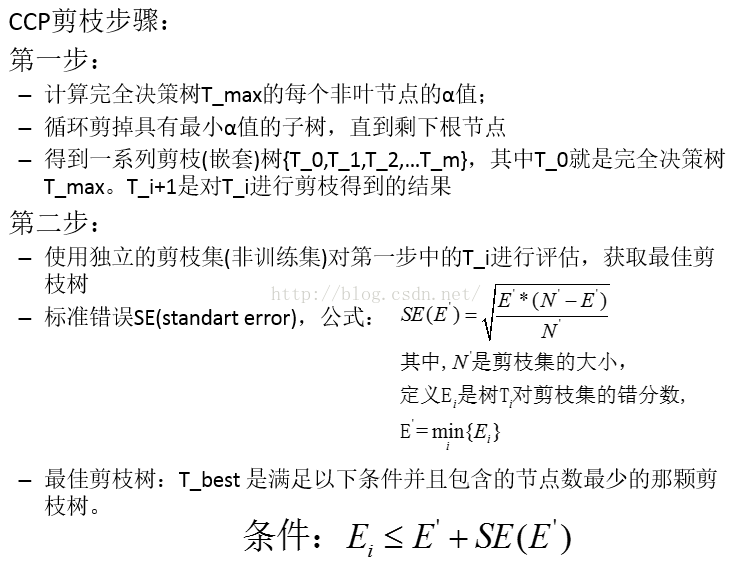 CCP剪枝步骤：
第一步：
– 计算完全决策树T_max的每个非叶节点的α值；
– 循环剪掉具有最小α值的子树，直到剩下根节点
– 得到一系列剪枝(嵌套)树{T_0,T_1,T_2,...T_m}，其中T_0就是完全决策树
T_max。T_i+1是对T_i进行剪枝得到的结果
第二步：
– 使用独立的剪枝集(非训练集)对第一步中的T_i进行评估，获取最佳剪
枝树
http://blog.csdn.net/
– 标准错误SE(standart error)，公式： SE(E') = √(E' * (N' − E') / N')
其中, N'是剪枝集的大小，
定义E_i是树T_i对剪枝集的错分数,
E' = min_i{E_i}
– 最佳剪枝树：T_best 是满足以下条件并且包含的节点数最少的那颗剪
枝树。
条件：E_i ≤ E' + SE(E')